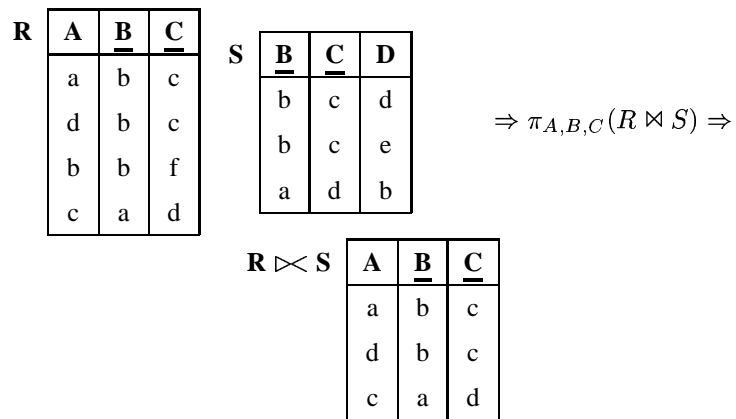 R A B C
a b c
d b c
b b f
c a d
S B C D
b c d
b c e
a d b
⇒ π_{A,B,C}(R ⋈ S) ⇒
R ⋉ S A B C
a b c
d b c
c a d